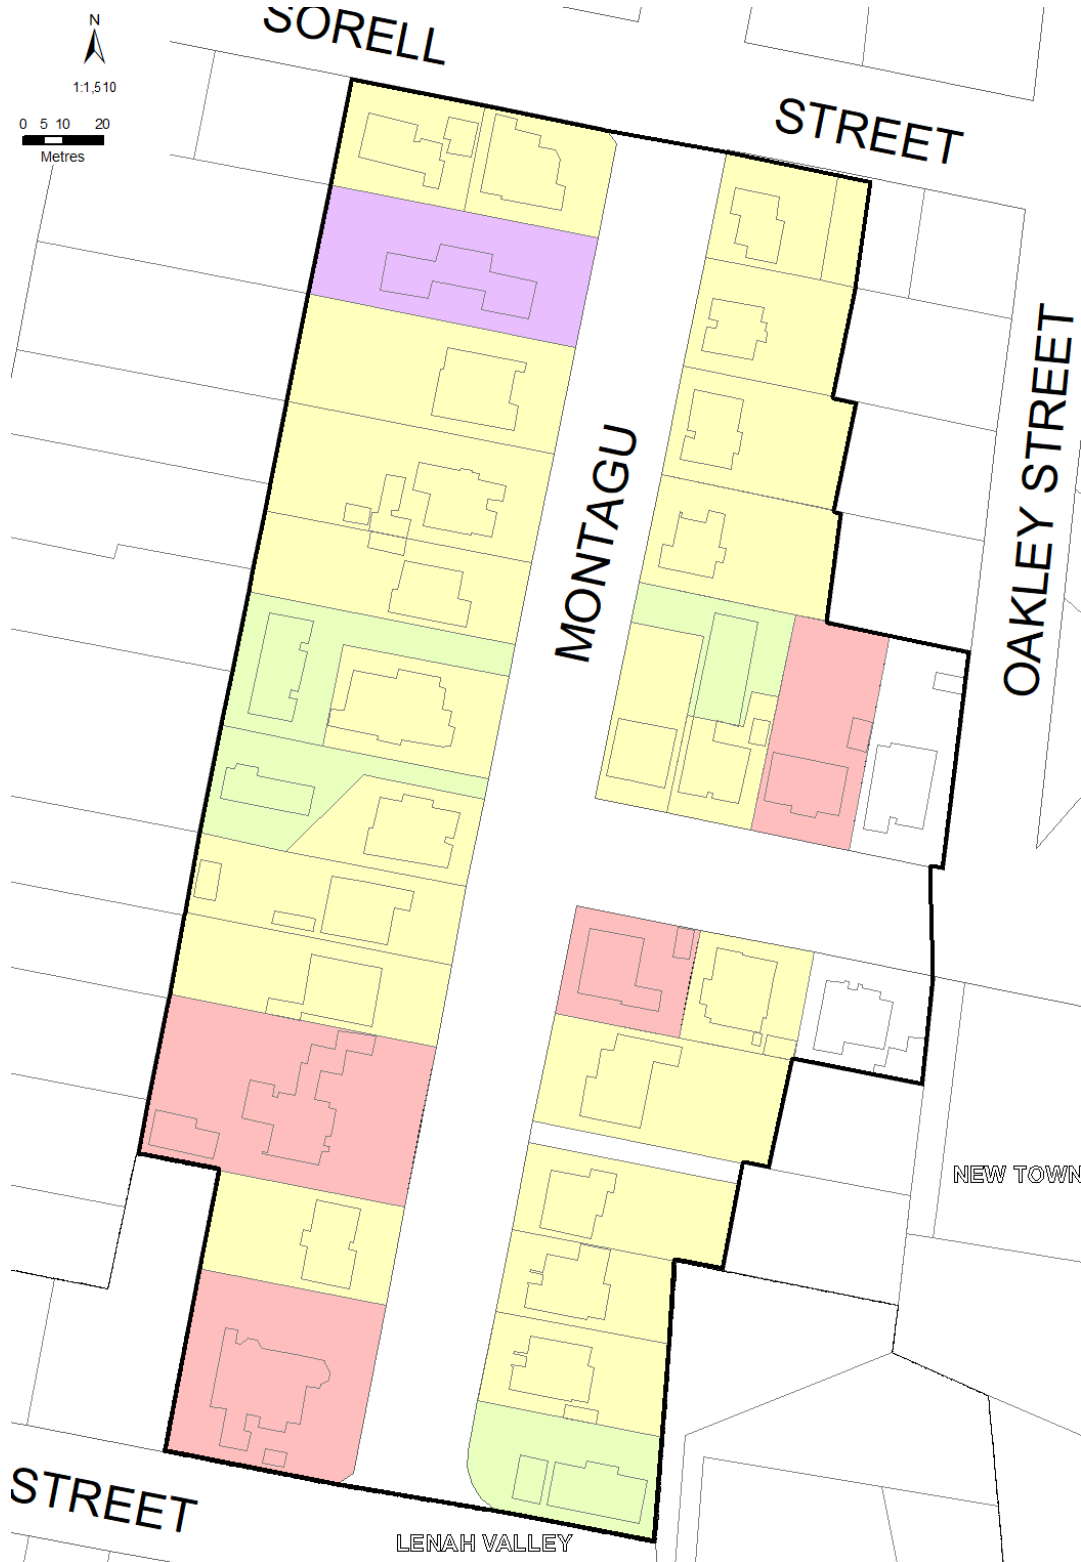 SORELL
STREET
N
1:1,510
0 5 10 20
Metres
MONTAGU
OAKLEY STREET
NEW TOWN
STREET
LENAH VALLEY